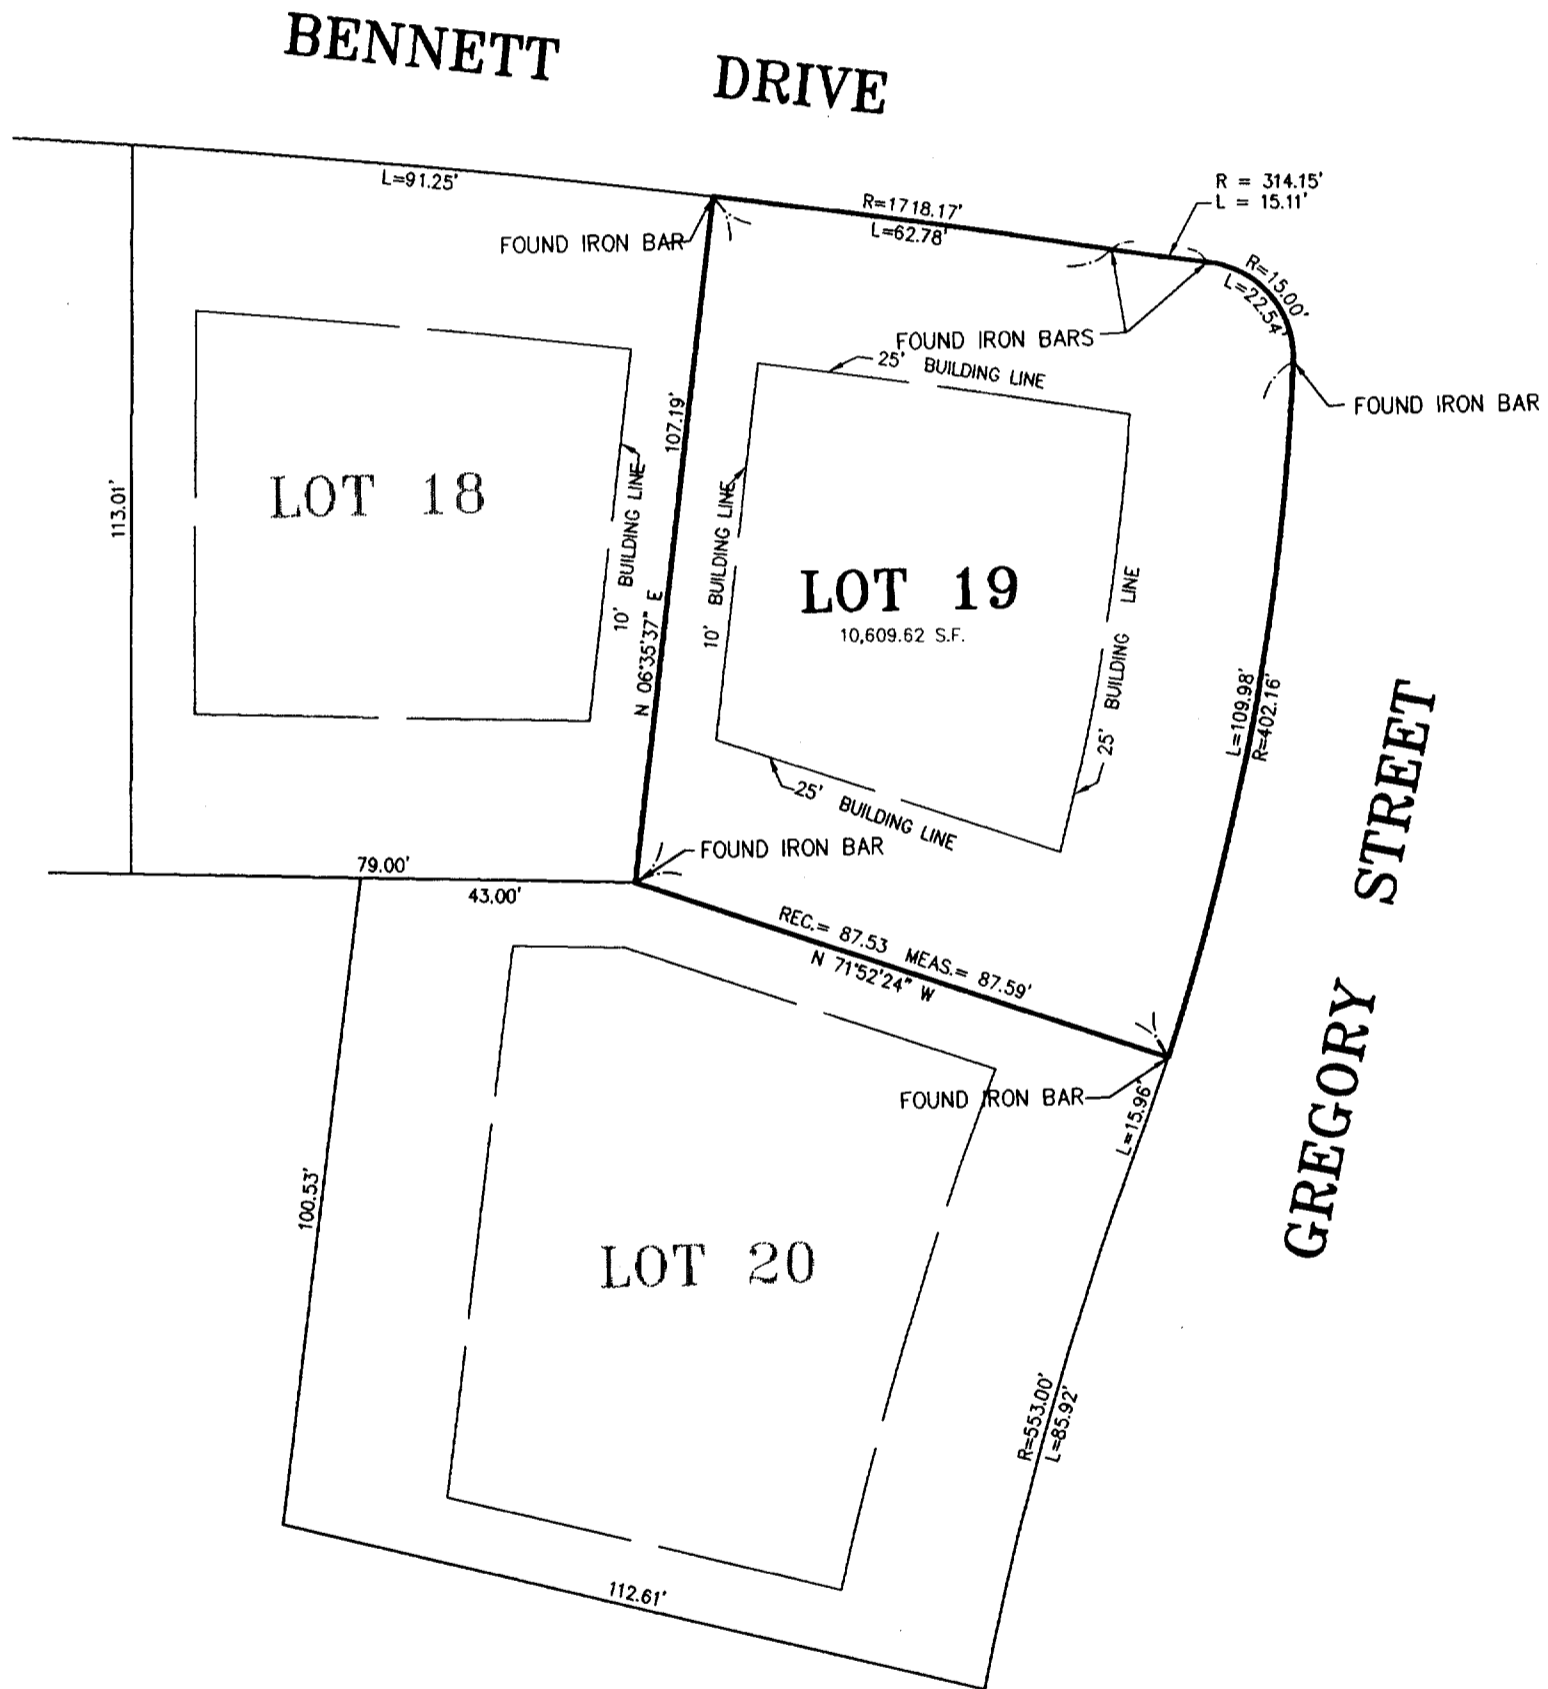 BENNETT DRIVE
L=91.25'
R=1718.17'
L=62.78'
R = 314.15'
L = 15.11'
R=15.00'
L=22.54'
FOUND IRON BAR
FOUND IRON BARS
FOUND IRON BAR
25' BUILDING LINE
113.01'
LOT 18
10' BUILDING LINE
107.19'
N 06°35'37" E
10' BUILDING LINE
LOT 19
10,609.62 S.F.
25' BUILDING LINE
L=109.98'
R=402.16'
25' BUILDING LINE
FOUND IRON BAR
79.00'
43.00'
REC.= 87.53 MEAS.= 87.59'
N 71°52'24" W
GREGORY STREET
FOUND IRON BAR
L=15.96'
100.53'
LOT 20
R=553.00'
L=85.92'
112.61'